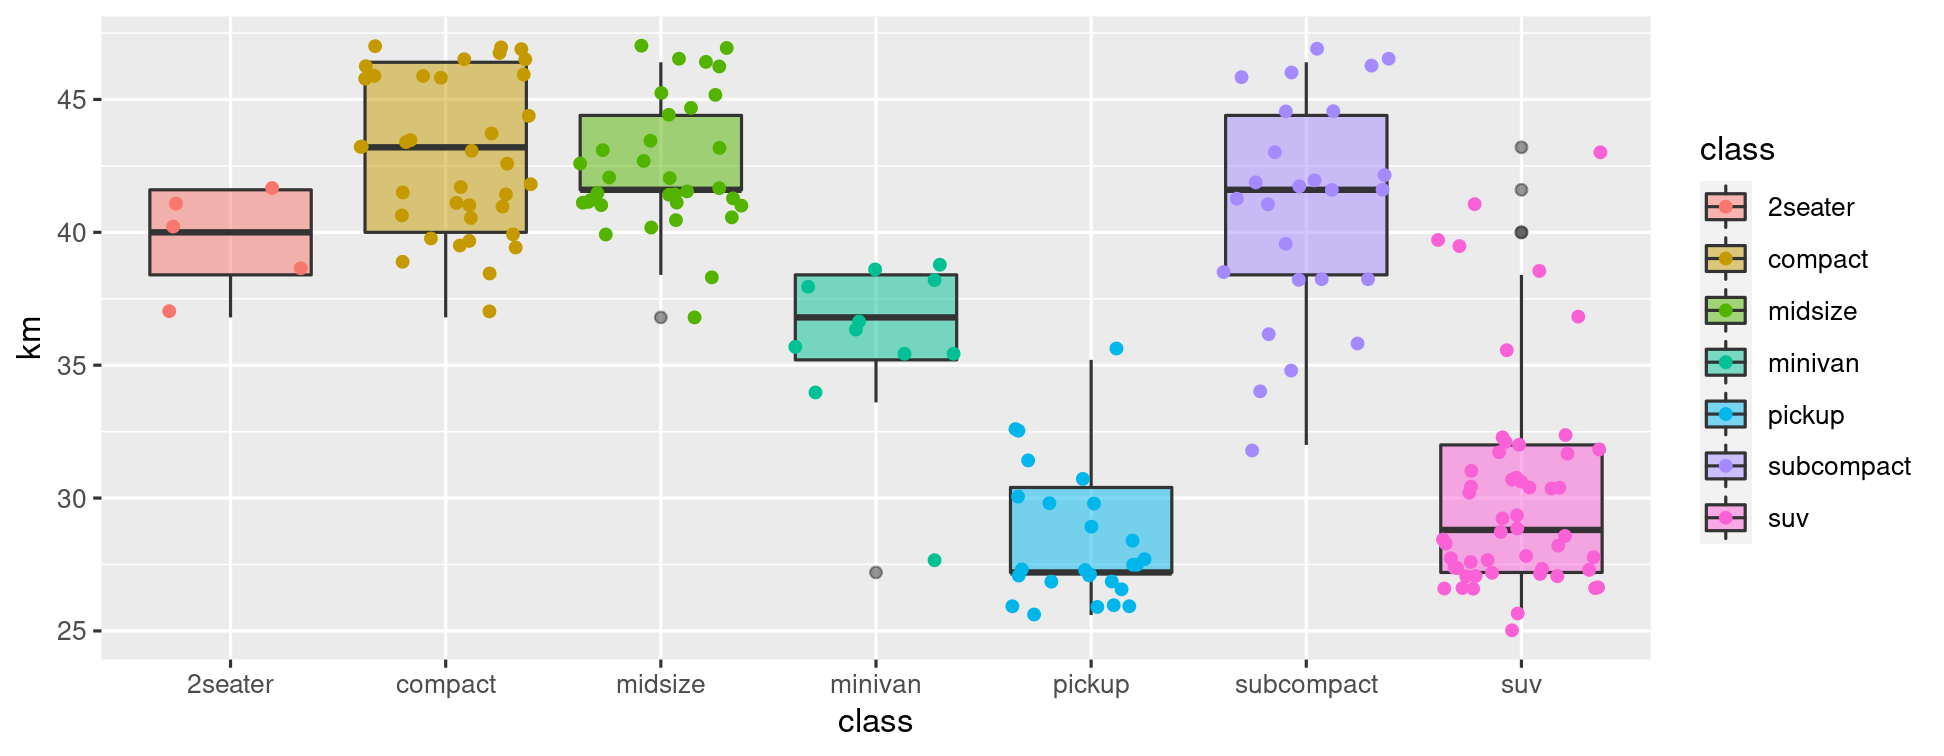 45
40
35
30
25
km
2seater
compact
midsize
minivan
pickup
subcompact
suv
class
class
2seater
compact
midsize
minivan
pickup
subcompact
suv